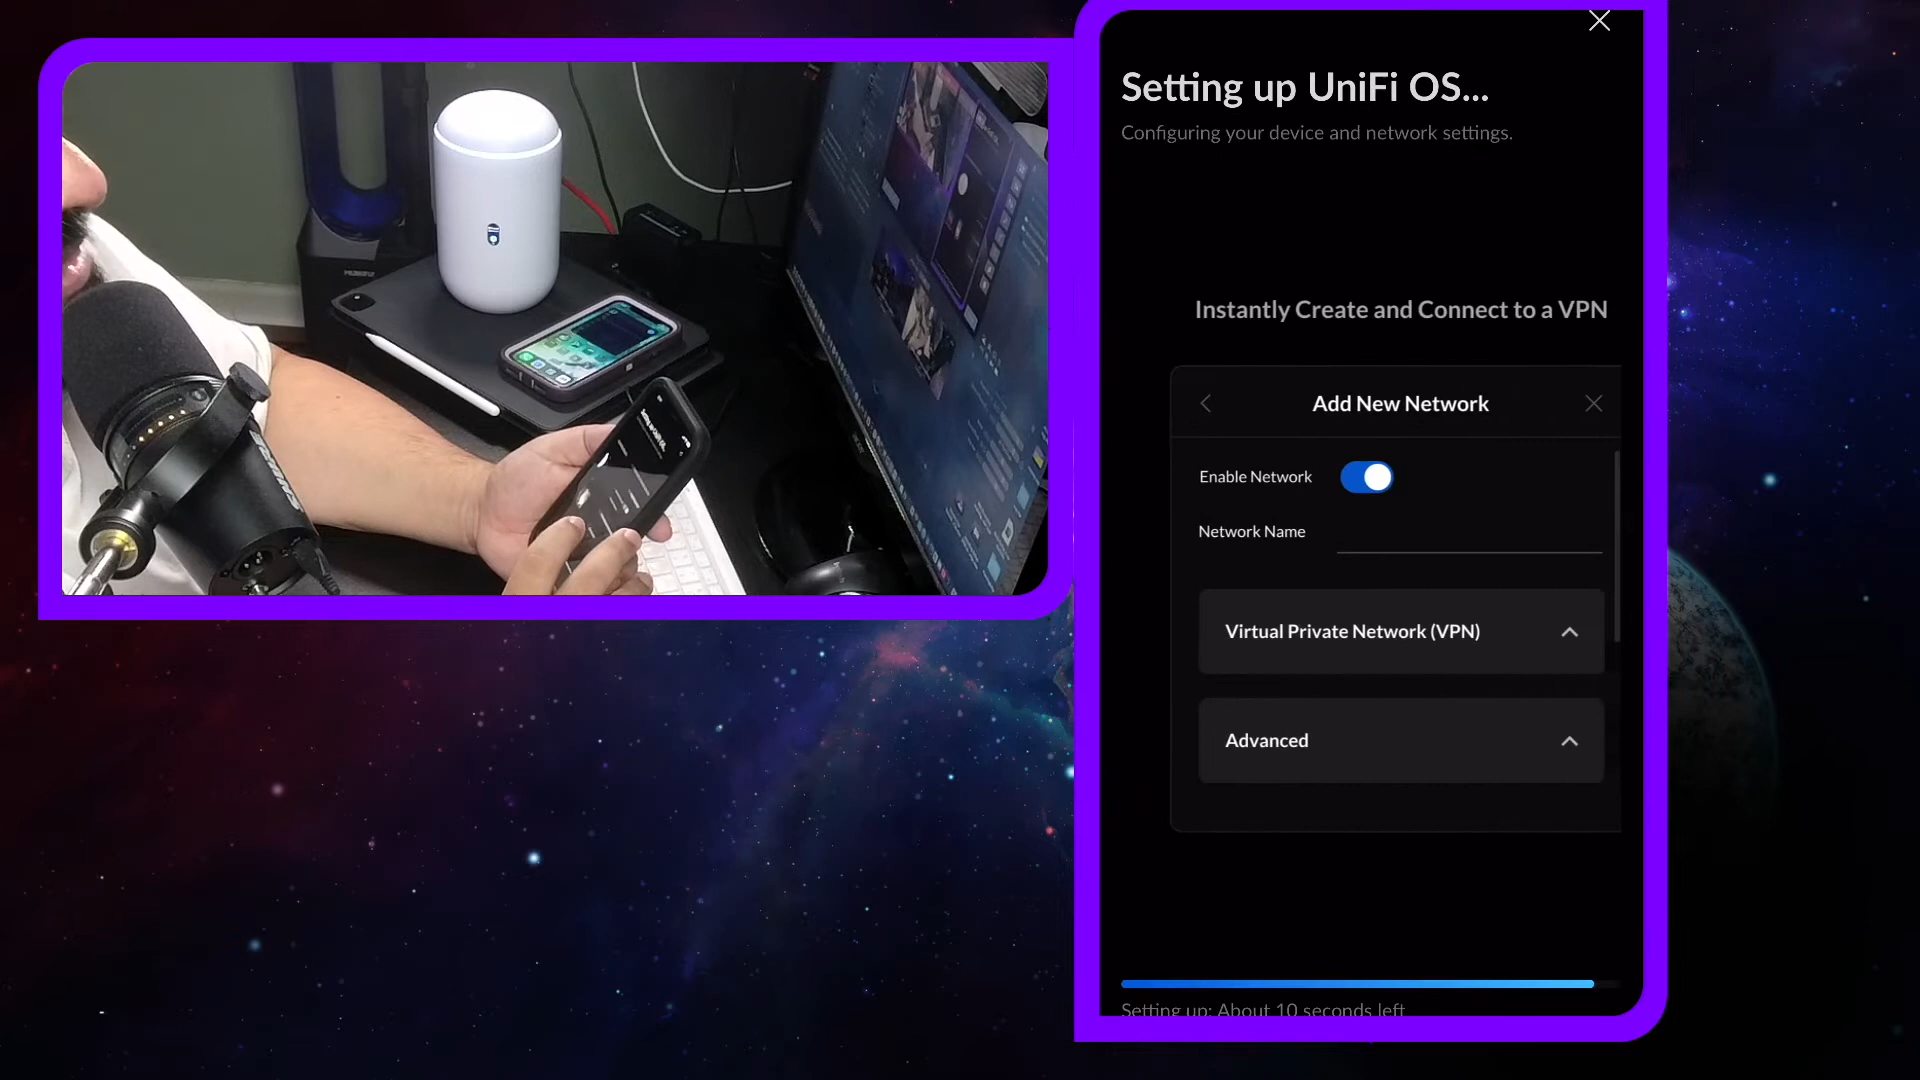 Setting up UniFi OS...
Configuring your device and network settings.
Instantly Create and Connect to a VPN
Add New Network
Enable Network
Network Name
Virtual Private Network (VPN)
Advanced
Setting up: About 10 seconds left